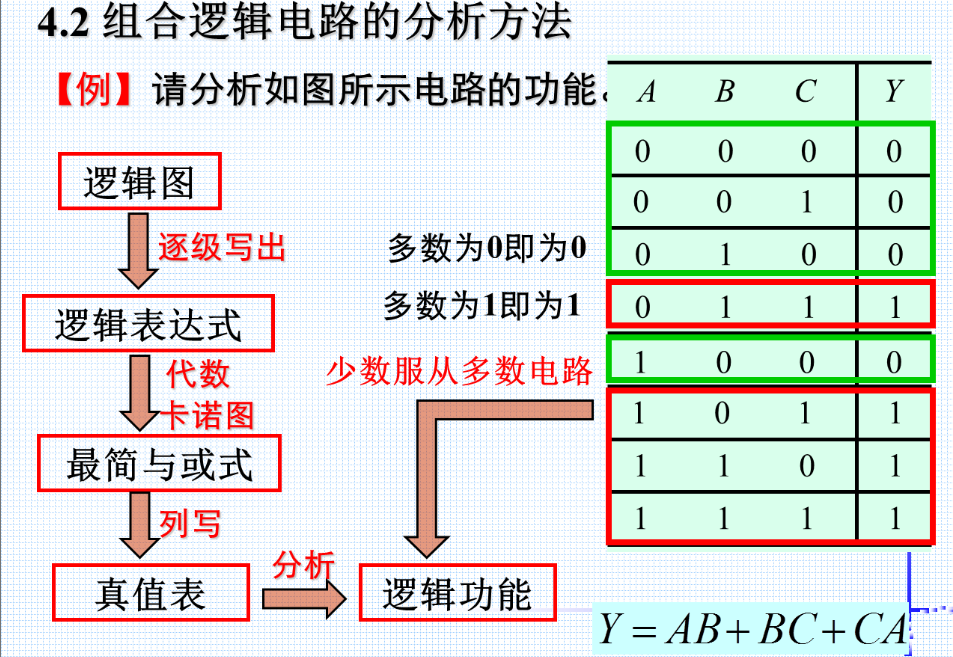 4.2 组合逻辑电路的分析方法
【例】请分析如图所示电路的功能。
逻辑图
逐级写出
逻辑表达式
代数
卡诺图
最简与或式
列写
真值表
分析
逻辑功能
多数为0即为0
多数为1即为1
少数服从多数电路
A B C Y
0 0 0 0
0 0 1 0
0 1 0 0
0 1 1 1
1 0 0 0
1 0 1 1
1 1 0 1
1 1 1 1
Y = AB + BC + CA